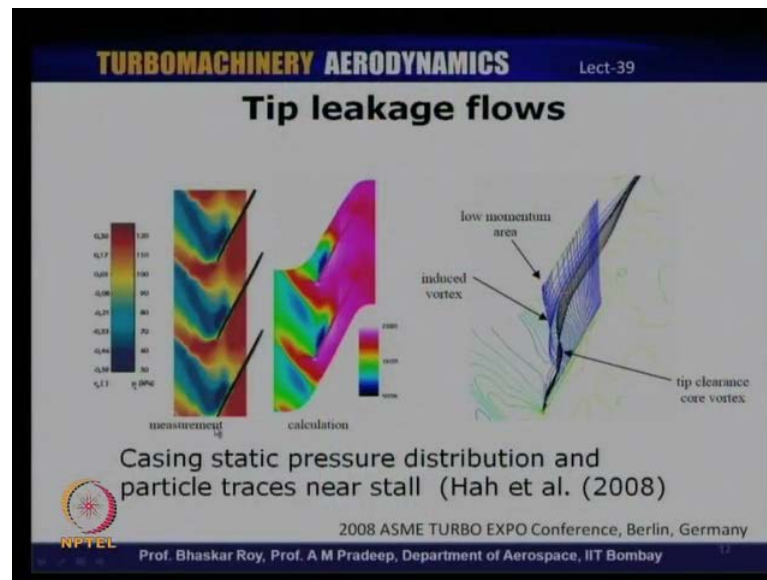 TURBOMACHINERY AERODYNAMICS Lect-39
Tip leakage flows
low momentum
area
induced
vortex
tip clearance
core vortex
measurement calculation
Casing static pressure distribution and
particle traces near stall (Hah et al. (2008)
2008 ASME TURBO EXPO Conference, Berlin, Germany
NPTEL
Prof. Bhaskar Roy, Prof. A M Pradeep, Department of Aerospace, IIT Bombay